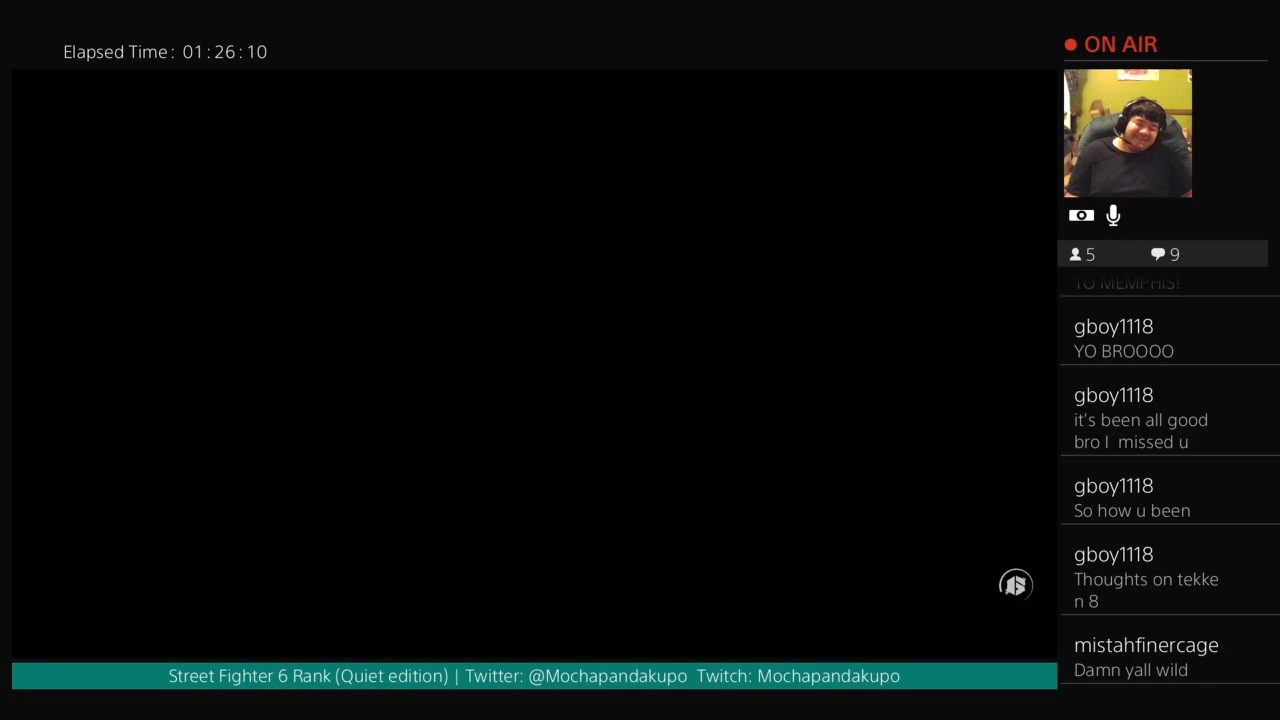 Elapsed Time: 01:26:10
ON AIR
5
9
TO MEMPHIS!
gboy1118
YO BROOOO
gboy1118
it's been all good
bro I missed u
gboy1118
So how u been
gboy1118
Thoughts on tekke
n 8
mistahfinercage
Damn yall wild
Street Fighter 6 Rank (Quiet edition) | Twitter: @Mochapandakupo Twitch: Mochapandakupo